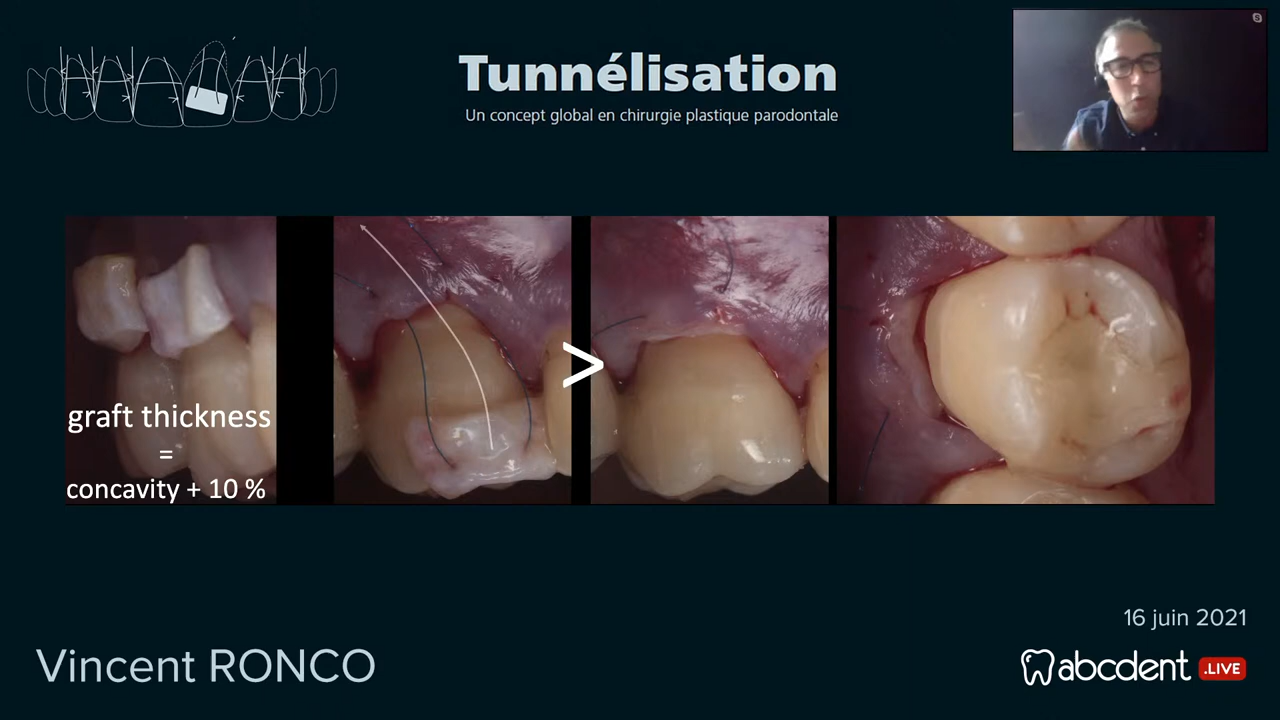 Tunnélisation
Un concept global en chirurgie plastique parodontale
graft thickness
=
concavity + 10 %
>
16 juin 2021
Vincent RONCO
abcdent .LIVE